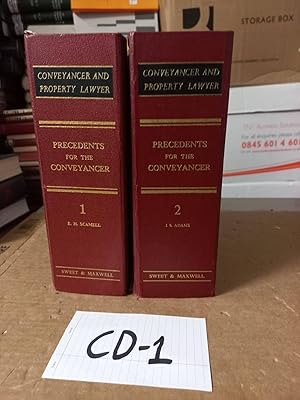 CONVEYANCER AND
PROPERTY LAWYER
PRECEDENTS
FOR THE
CONVEYANCER
1
E. H. SCAMELL
SWEET & MAXWELL
CONVEYANCER AND
PROPERTY LAWYER
PRECEDENTS
FOR THE
CONVEYANCER
2
J E ADAMS
SWEET & MAXWELL
STORAGE BOX
0845 601 4 601
CD-1